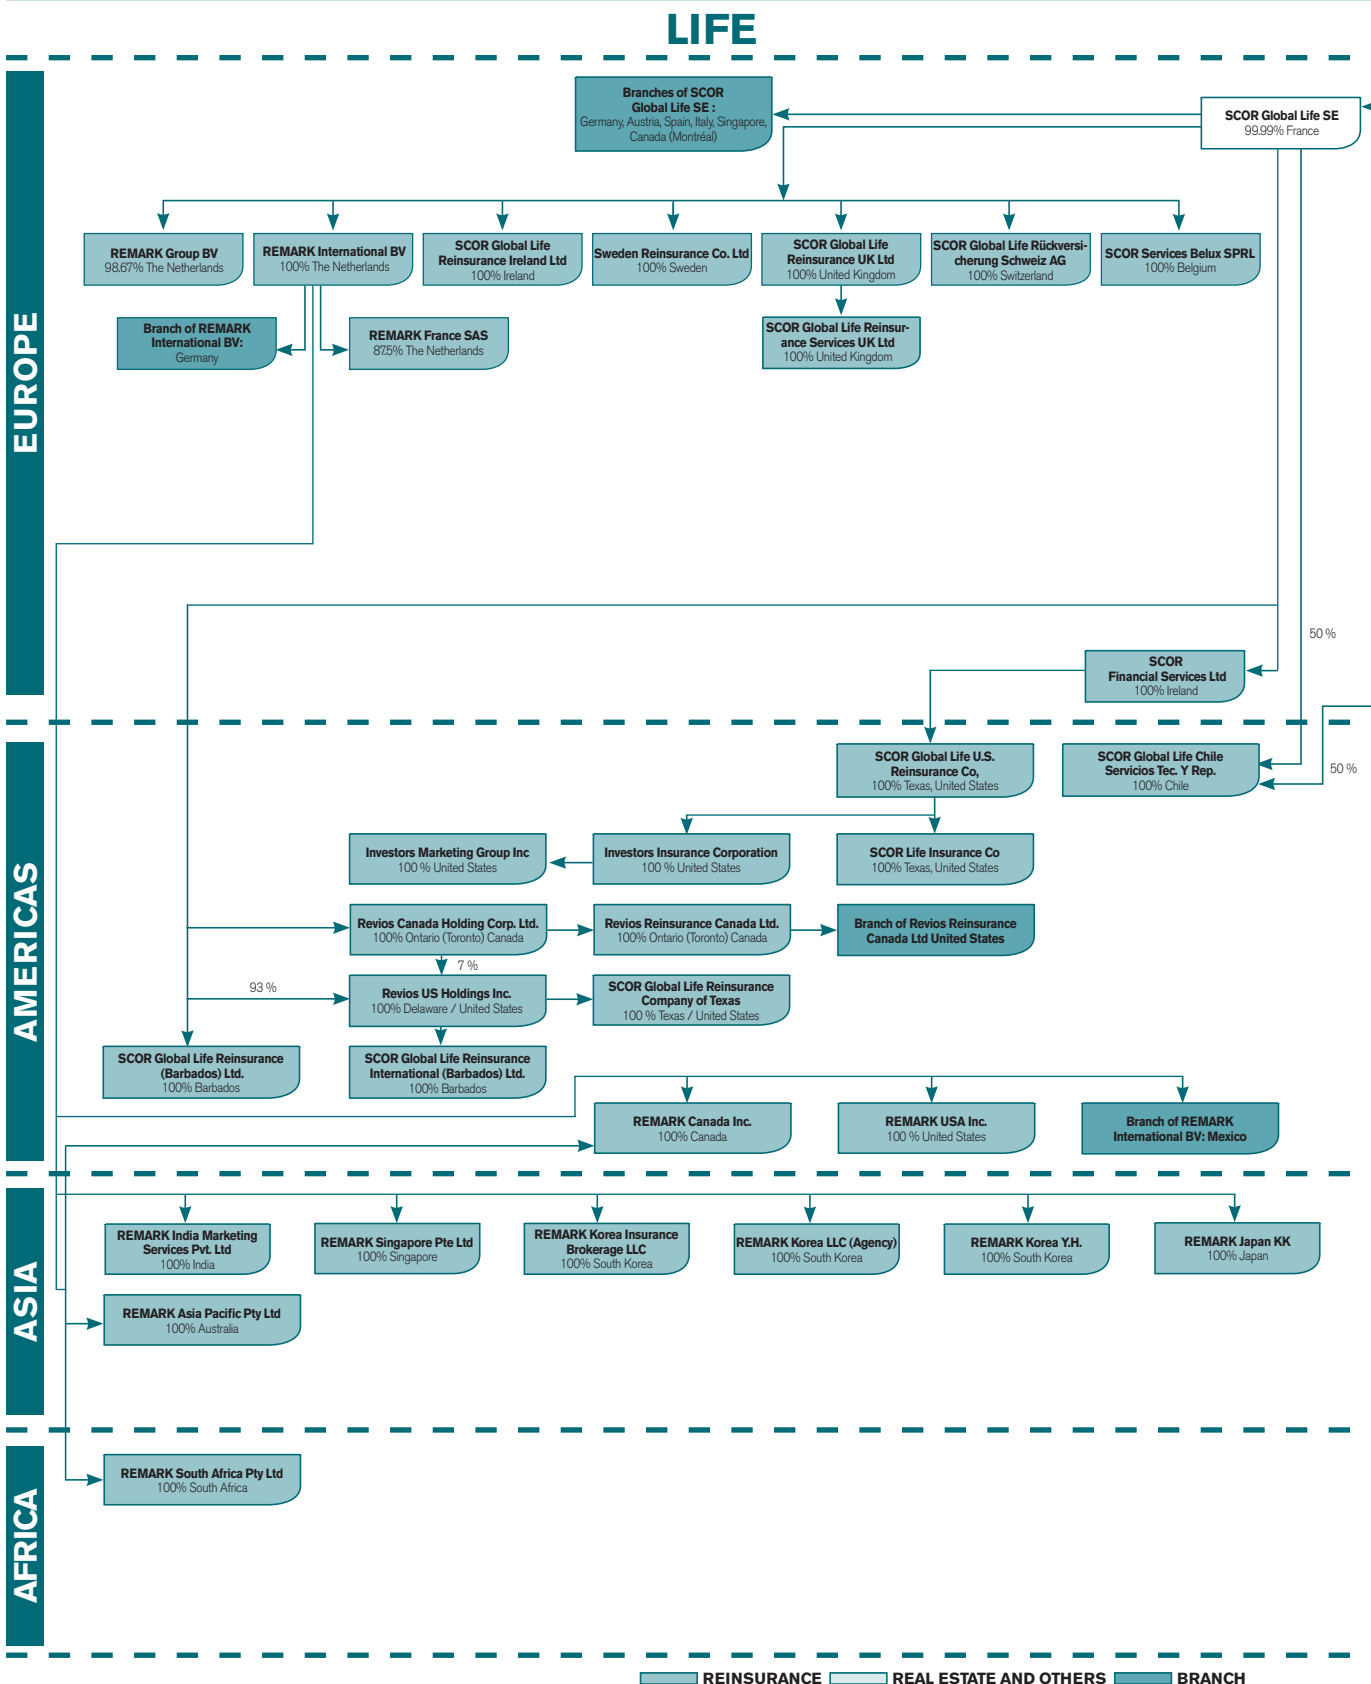 LIFE
EUROPE
Branches of SCOR
Global Life SE :
Germany, Austria, Spain, Italy, Singapore,
Canada (Montréal)
SCOR Global Life SE
99.99% France
REMARK Group BV
98.67% The Netherlands
REMARK International BV
100% The Netherlands
SCOR Global Life
Reinsurance Ireland Ltd
100% Ireland
Sweden Reinsurance Co. Ltd
100% Sweden
SCOR Global Life
Reinsurance UK Ltd
100% United Kingdom
SCOR Global Life Rückversi-
cherung Schweiz AG
100% Switzerland
SCOR Services Belux SPRL
100% Belgium
Branch of REMARK
International BV:
Germany
REMARK France SAS
87.5% The Netherlands
SCOR Global Life Reinsur-
ance Services UK Ltd
100% United Kingdom
50 %
SCOR
Financial Services Ltd
100% Ireland
AMERICAS
SCOR Global Life U.S.
Reinsurance Co,
100% Texas, United States
SCOR Global Life Chile
Servicios Tec. Y Rep.
100% Chile
50 %
Investors Marketing Group Inc
100 % United States
Investors Insurance Corporation
100 % United States
SCOR Life Insurance Co
100% Texas, United States
Revios Canada Holding Corp. Ltd.
100% Ontario (Toronto) Canada
Revios Reinsurance Canada Ltd.
100% Ontario (Toronto) Canada
Branch of Revios Reinsurance
Canada Ltd United States
7 %
93 %
Revios US Holdings Inc.
100% Delaware / United States
SCOR Global Life Reinsurance
Company of Texas
100 % Texas / United States
SCOR Global Life Reinsurance
(Barbados) Ltd.
100% Barbados
SCOR Global Life Reinsurance
International (Barbados) Ltd.
100% Barbados
REMARK Canada Inc.
100% Canada
REMARK USA Inc.
100 % United States
Branch of REMARK
International BV: Mexico
ASIA
REMARK India Marketing
Services Pvt. Ltd
100% India
REMARK Singapore Pte Ltd
100% Singapore
REMARK Korea Insurance
Brokerage LLC
100% South Korea
REMARK Korea LLC (Agency)
100% South Korea
REMARK Korea Y.H.
100% South Korea
REMARK Japan KK
100% Japan
REMARK Asia Pacific Pty Ltd
100% Australia
AFRICA
REMARK South Africa Pty Ltd
100% South Africa
REINSURANCE
REAL ESTATE AND OTHERS
BRANCH